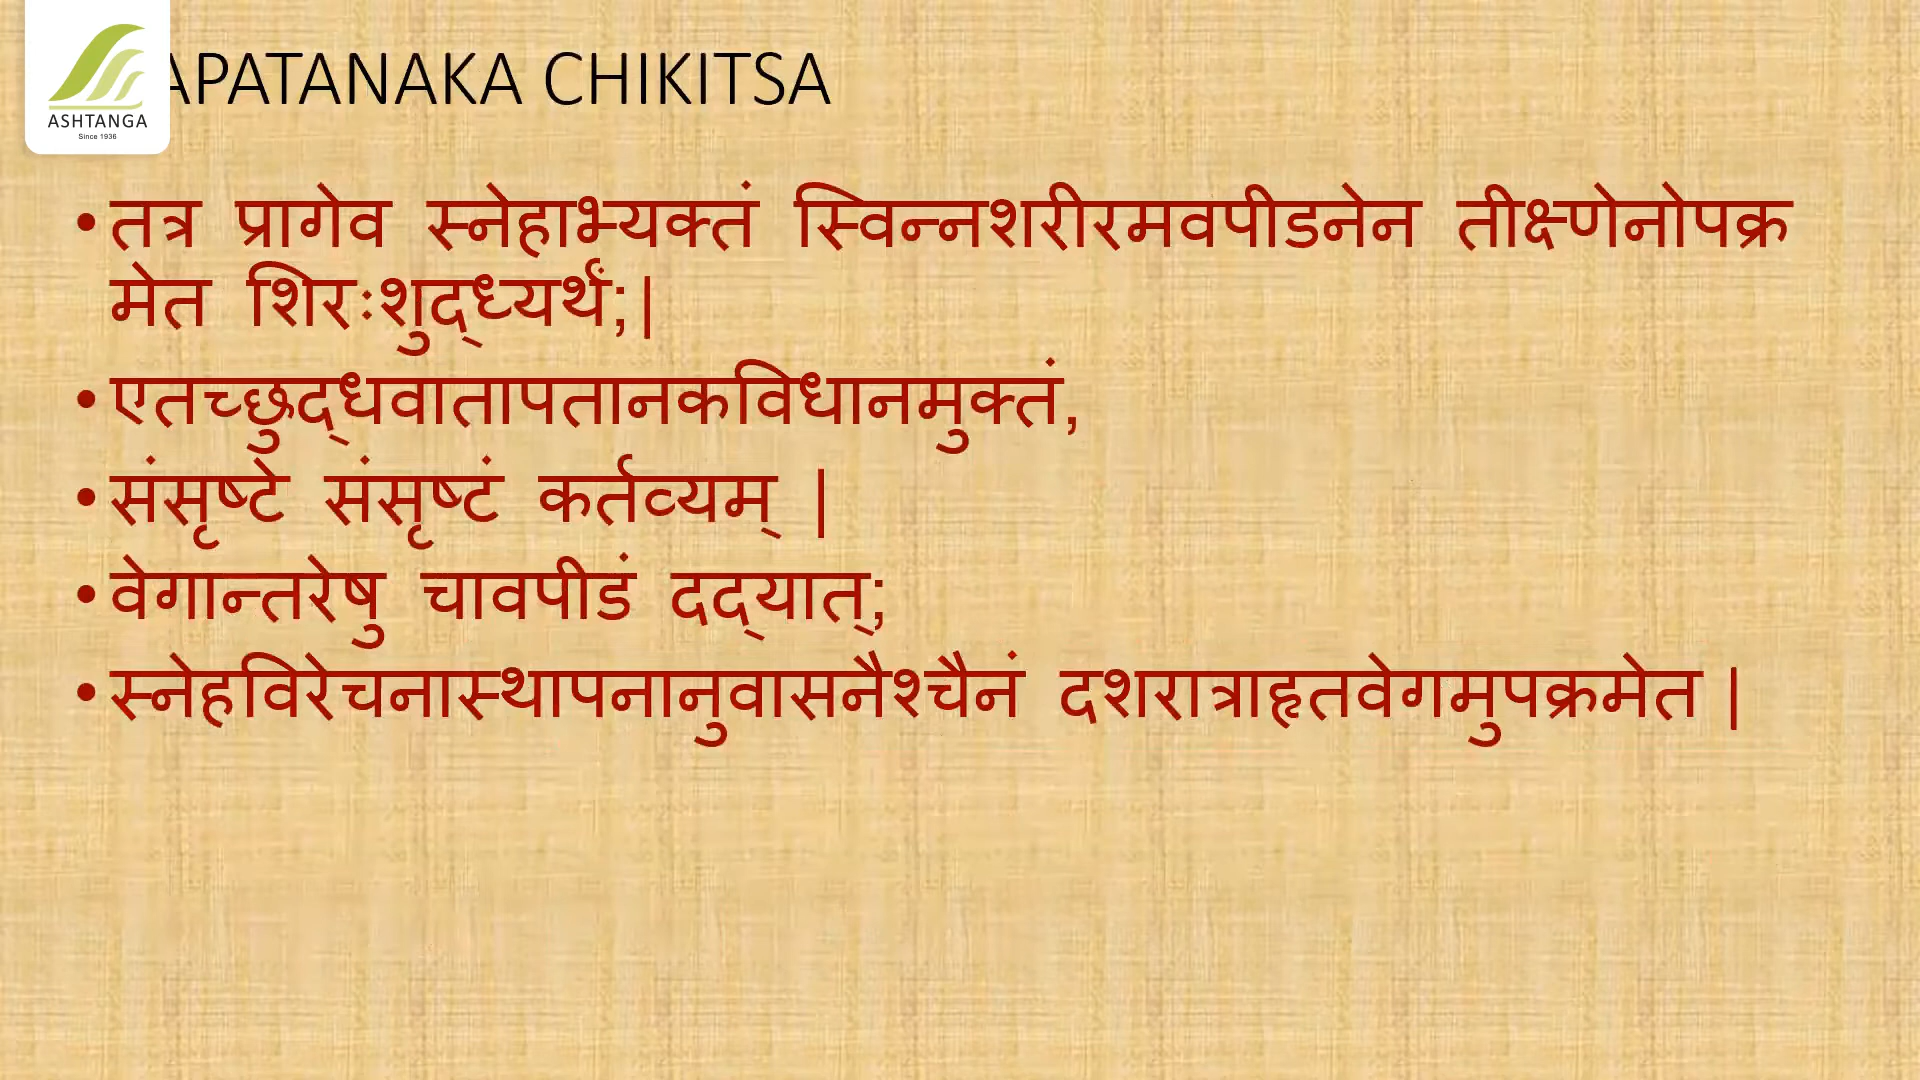 ASHTANGA
Since 1936
APATANAKA CHIKITSA
• तत्र प्रागेव स्नेहाभ्यक्तं स्विन्नशरीरमवपीडनेन तीक्ष्णेनोपक्र
मेत शिरःशुद्ध्यर्थं;|
• एतच्छुद्धवातापतानकविधानमुक्तं,
• संसृष्टे संसृष्टं कर्तव्यम् |
• वेगान्तरेषु चावपीडं दद्यात्;
• स्नेहविरेचनास्थापनानुवासनैश्चैनं दशरात्राहृतवेगमुपक्रमेत |